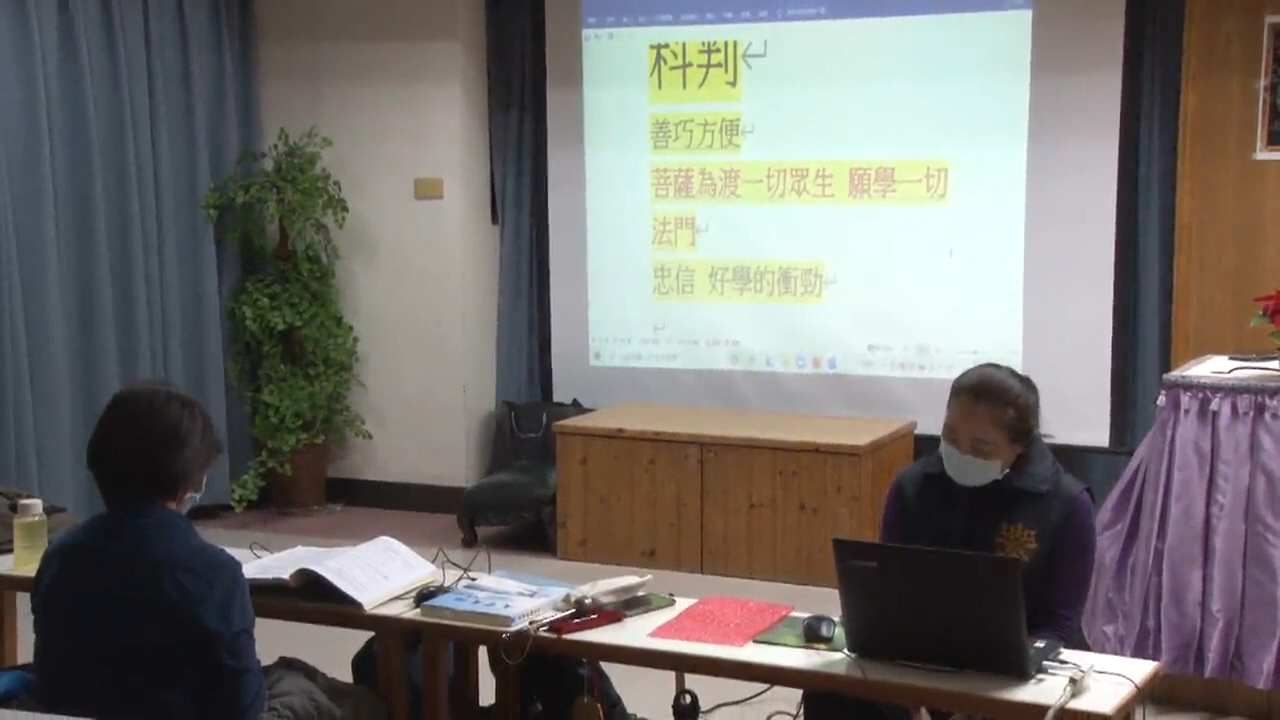 科判
善巧方便
菩薩為渡一切眾生 願學一切
法門
忠信 好學的衝勁